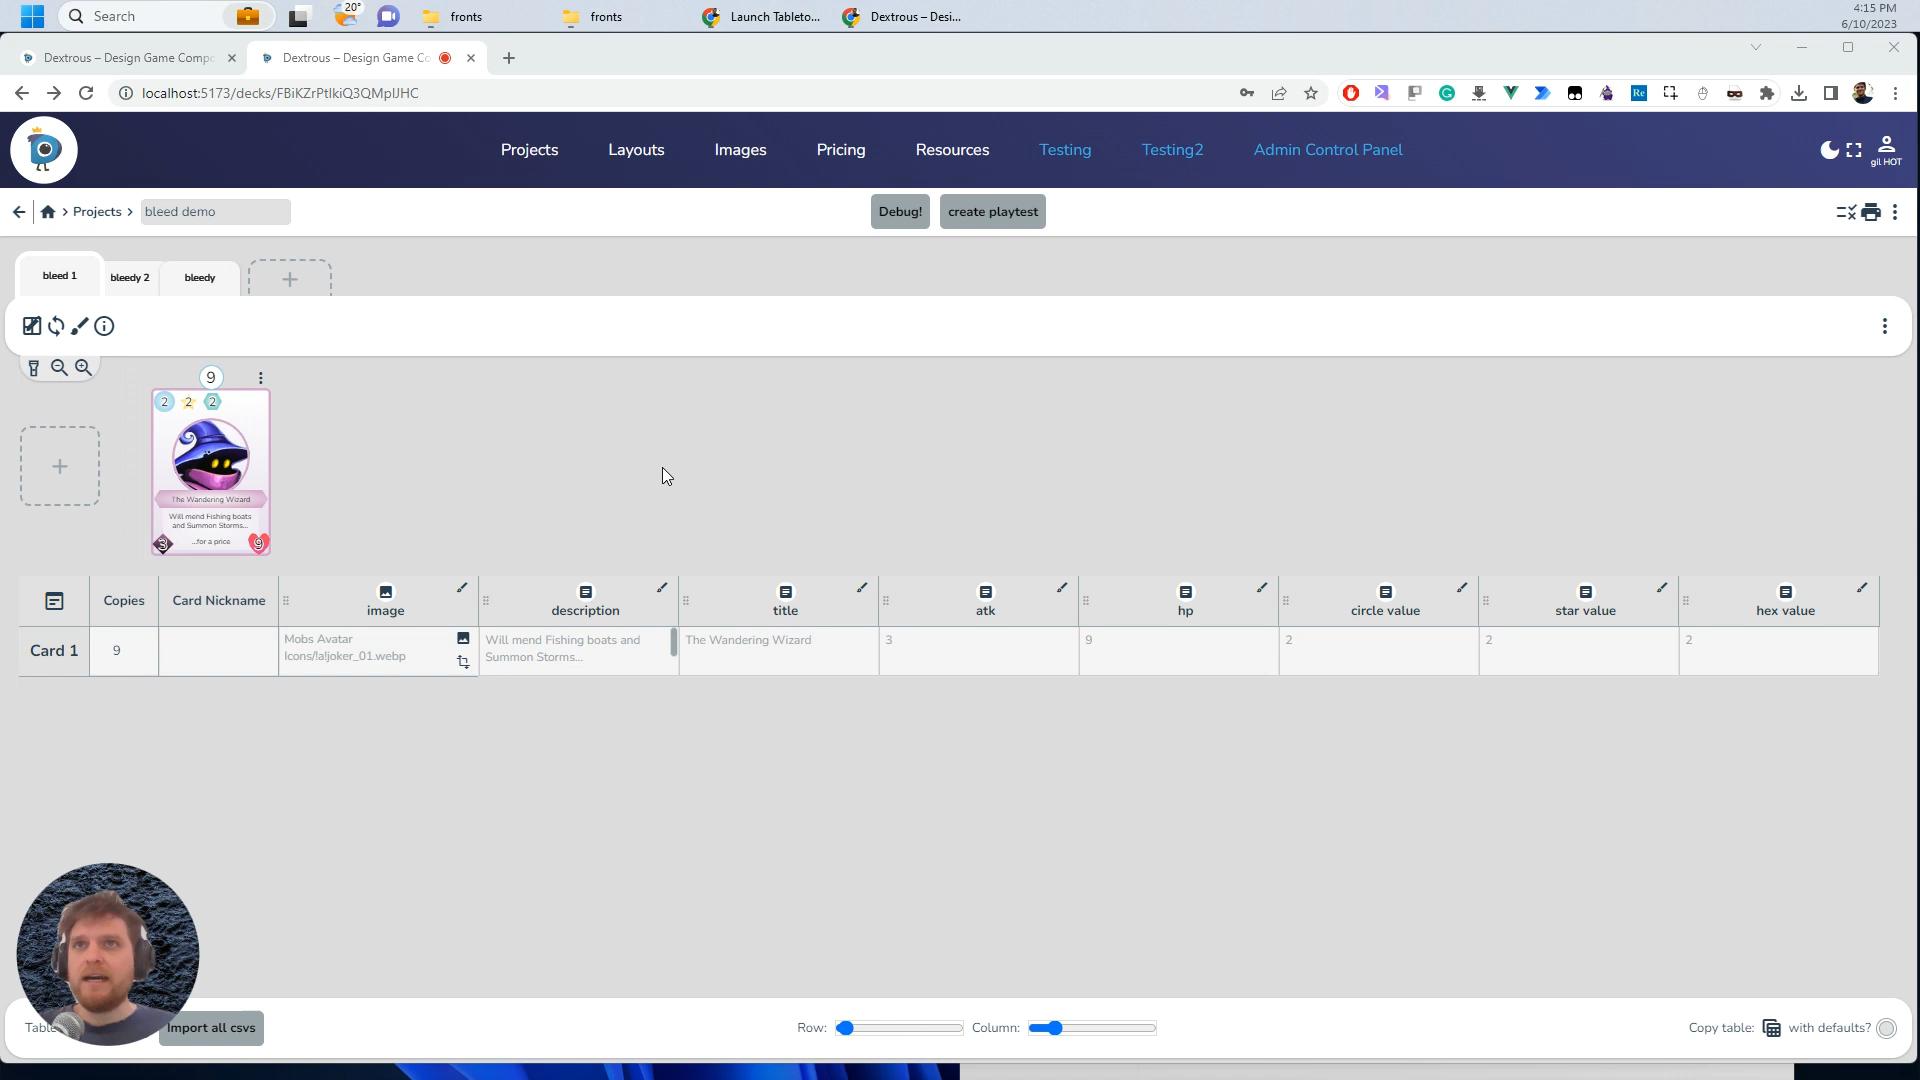 Search
20°
fronts
fronts
Launch Tableto...
Dextrous – Desi...
4:15 PM
6/10/2023
Dextrous – Design Game Compo
Dextrous – Design Game Co
localhost:5173/decks/FBiKZrPtlkiQ3QMplJHC
Projects
Layouts
Images
Pricing
Resources
Testing
Testing2
Admin Control Panel
gil HOT
Projects
bleed demo
Debug!
create playtest
bleed 1
bleedy 2
bleedy
9
2 2 2
The Wandering Wizard
Will mend Fishing boats
and Summon Storms...
...for a price
3 9
Copies
Card Nickname
image
description
title
atk
hp
circle value
star value
hex value
Card 1
9
Mobs Avatar
Icons/!a!joker_01.webp
Will mend Fishing boats and
Summon Storms...
The Wandering Wizard
3
9
2
2
2
Table
Import all csvs
Row:
Column:
Copy table:
with defaults?